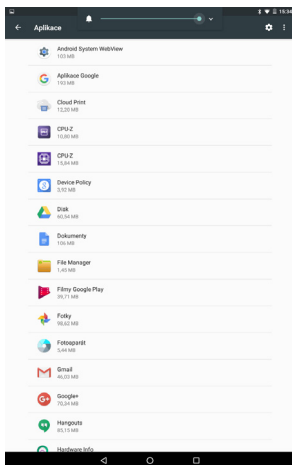 15:34
Aplikace
Android System WebView
103 MB
Aplikace Google
193 MB
Cloud Print
12,20 MB
CPU-Z
10,80 MB
CPU-Z
15,84 MB
Device Policy
3,92 MB
Disk
60,54 MB
Dokumenty
106 MB
File Manager
1,43 MB
Filmy Google Play
39,71 MB
Fotky
98,62 MB
Fotosparát
5,44 MB
Gmail
46,03 MB
Google+
70,34 MB
Hangouts
85,15 MB
Hardware Info